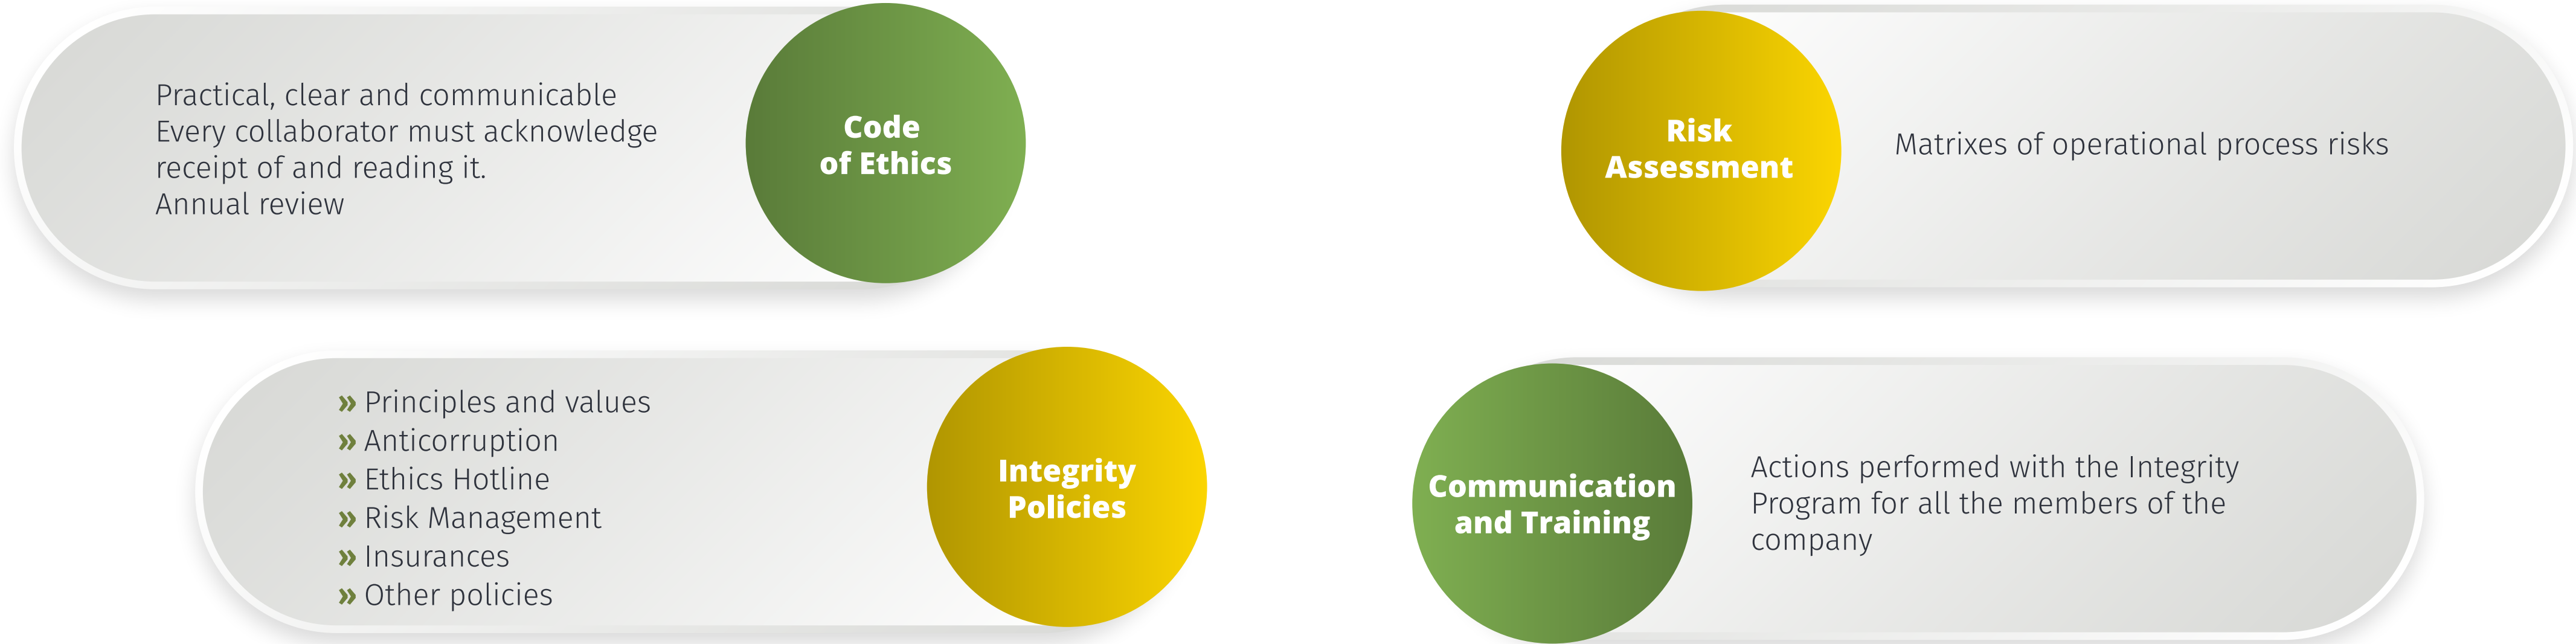 Practical, clear and communicable
Every collaborator must acknowledge
receipt of and reading it.
Annual review
Code
of Ethics
Risk
Assessment
Matrixes of operational process risks
» Principles and values
» Anticorruption
» Ethics Hotline
» Risk Management
» Insurances
» Other policies
Integrity
Policies
Communication
and Training
Actions performed with the Integrity
Program for all the members of the
company